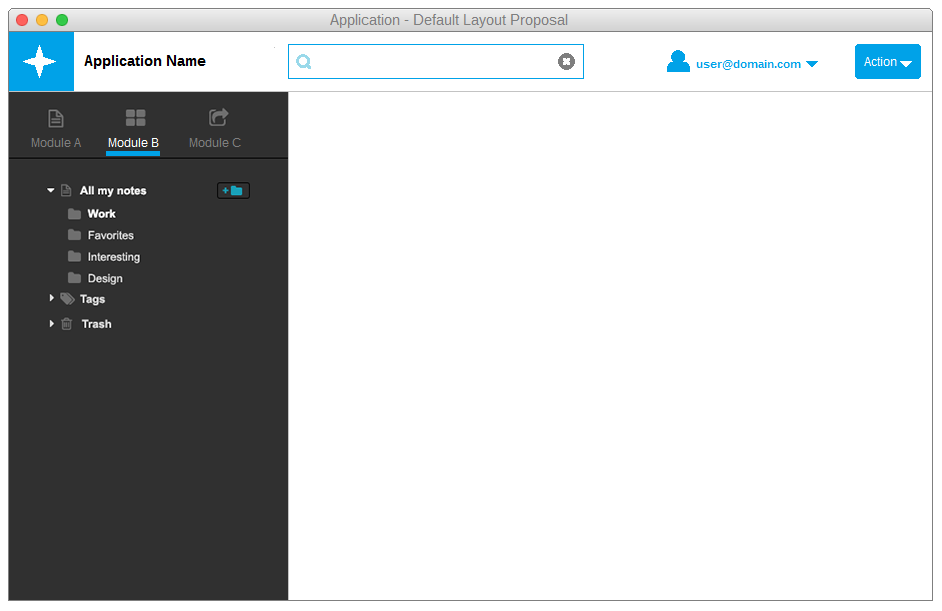 Application - Default Layout Proposal
Application Name
user@domain.com
Action
Module A
Module B
Module C
All my notes
Work
Favorites
Interesting
Design
Tags
Trash